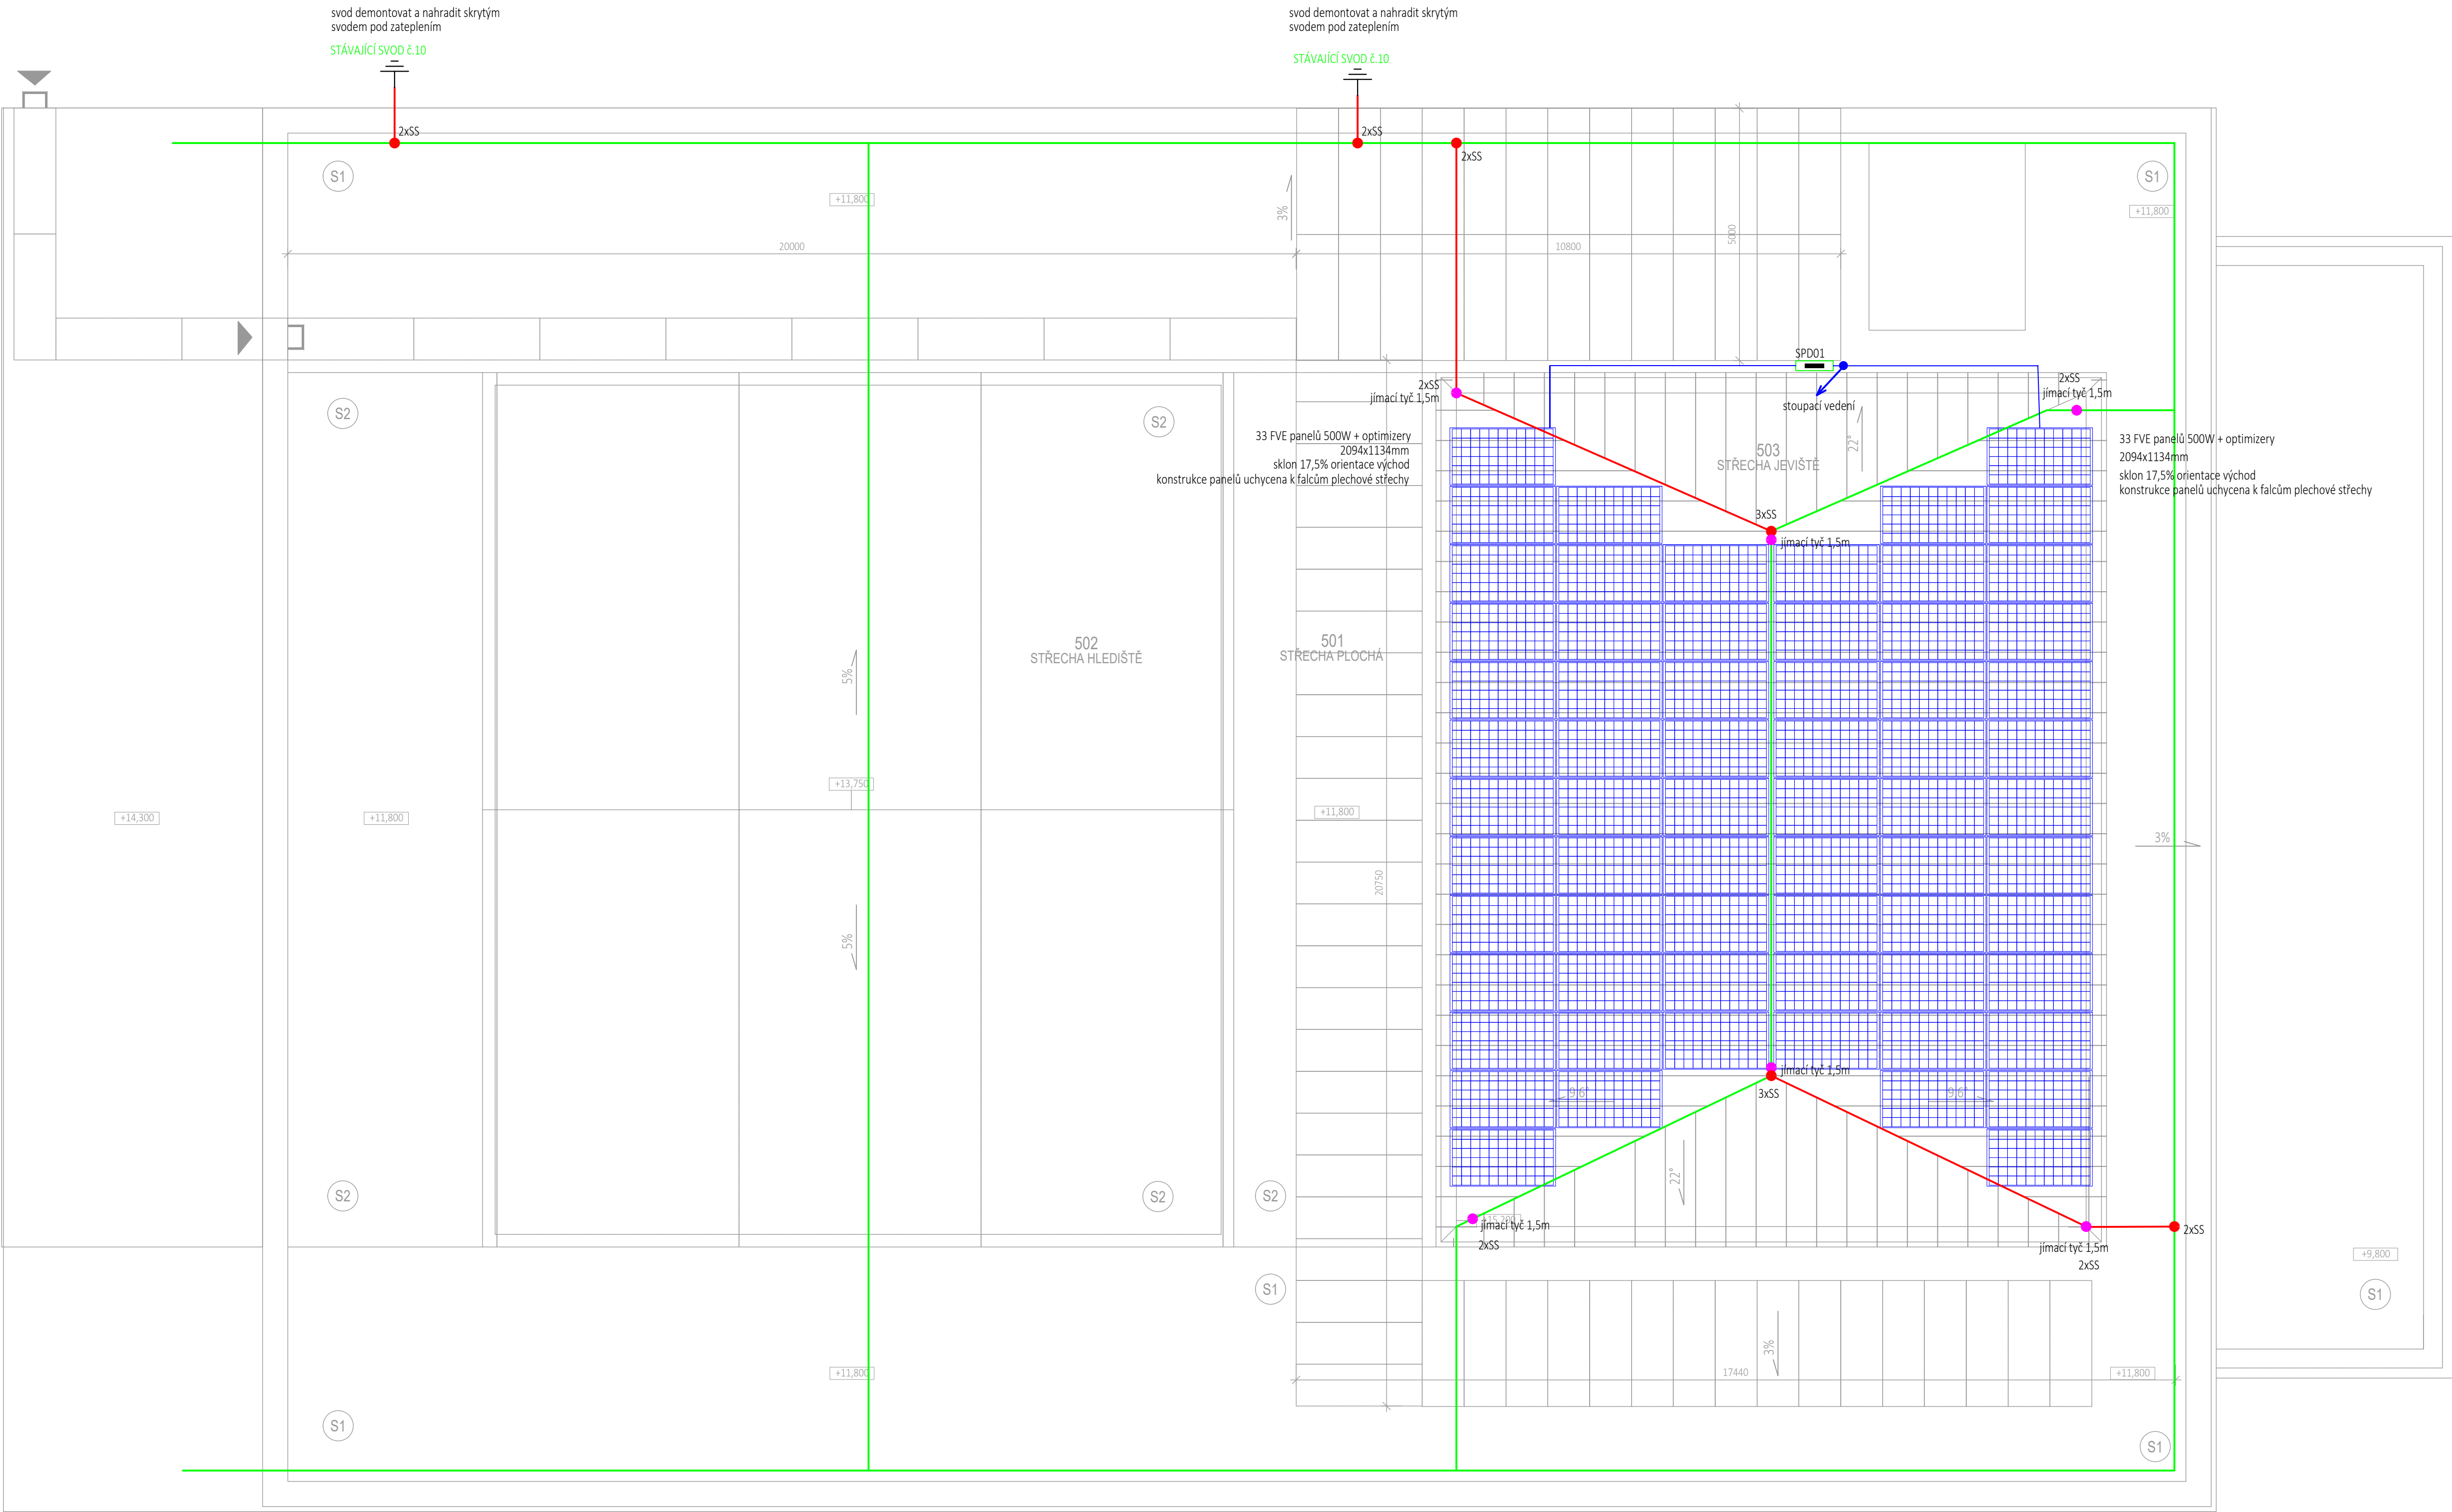 svod demontovat a nahradit skrytým
svodem pod zateplením
STÁVAJÍCÍ SVOD č.10
svod demontovat a nahradit skrytým
svodem pod zateplením
STÁVAJÍCÍ SVOD č.10
2xSS
2xSS
2xSS
S1
S1
+11,800
3%
+11,800
20000
10800
5000
SPD01
2xSS
jímací tyč 1,5m
2xSS
jímací tyč 1,5m
stoupací vedení
S2
S2
33 FVE panelů 500W + optimizery
2094x1134mm
sklon 17,5% orientace východ
konstrukce panelů uchycena k falcům plechové střechy
503
STŘECHA JEVIŠTĚ
22°
33 FVE panelů 500W + optimizery
2094x1134mm
sklon 17,5% orientace východ
konstrukce panelů uchycena k falcům plechové střechy
3xSS
jímací tyč 1,5m
502
STŘECHA HLEDIŠTĚ
501
STŘECHA PLOCHÁ
5%
+13,750
+14,300
+11,800
+11,800
3%
20750
5%
jímací tyč 1,5m
3xSS
9,6°
9,6°
22°
S2
S2
S2
+15,200
jímací tyč 1,5m
2xSS
jímací tyč 1,5m
2xSS
2xSS
+9,800
S1
S1
3%
+11,800
17440
+11,800
S1
S1